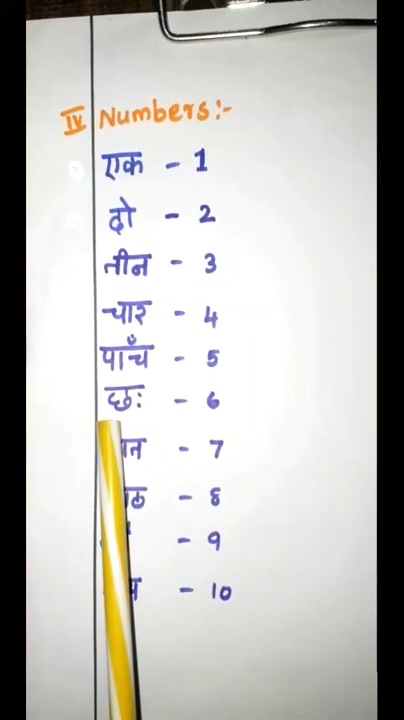 IV Numbers:-
एक - 1
दो - 2
तीन - 3
चार - 4
पाँच - 5
छः - 6
- 7
- 8
- 9
- 10